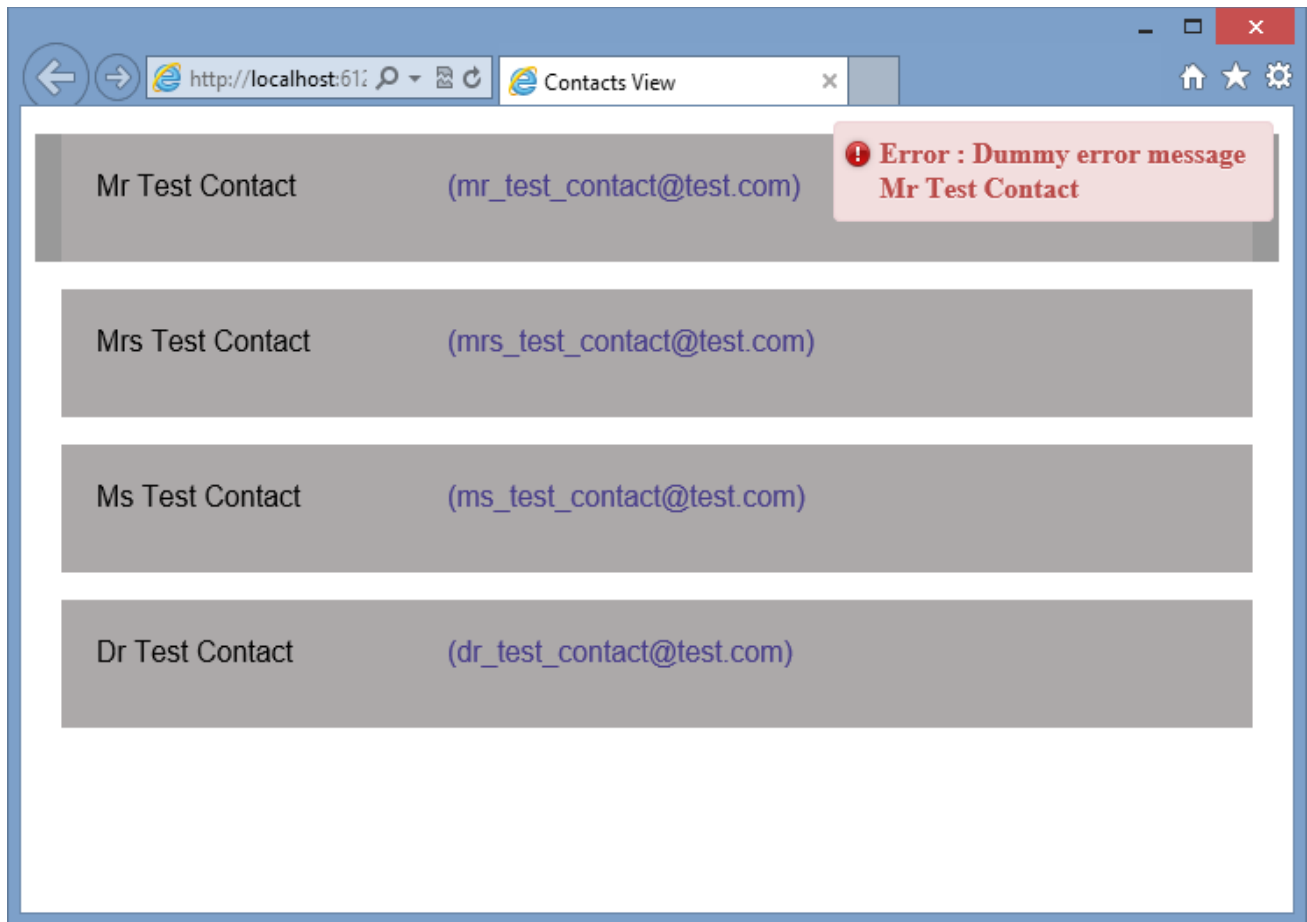 http://localhost:612
Contacts View
Error : Dummy error message
Mr Test Contact
Mr Test Contact (mr_test_contact@test.com)
Mrs Test Contact (mrs_test_contact@test.com)
Ms Test Contact (ms_test_contact@test.com)
Dr Test Contact (dr_test_contact@test.com)